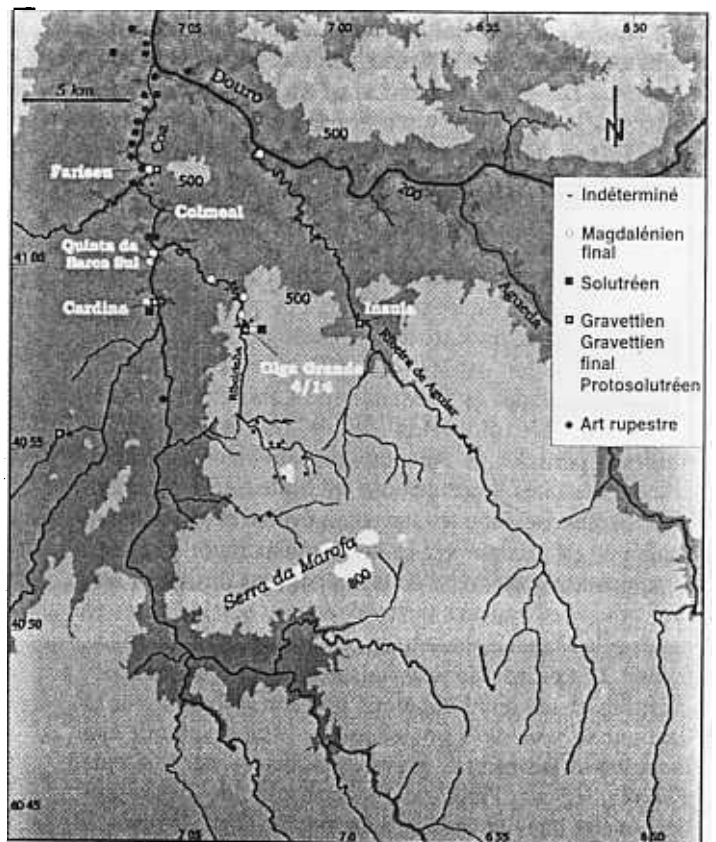 7 05
7 00
6 55
6 50
5 km
Douro
N
500
Côa
Fariseu
500
200
Colmeal
Quinta da
Barca Sul
41 00
500
Cardina
Insula
Aguenla
Olga Grande
4/14
Ribeirinha
Ribeira de Aguiar
- Indéterminé
Magdalénien
final
Solutréen
Gravettien
Gravettien
final
Protosolutréen
Art rupestre
40 55
Serra da Marofa
800
40 50
40 45
7 05
7 0
6 55
6 50